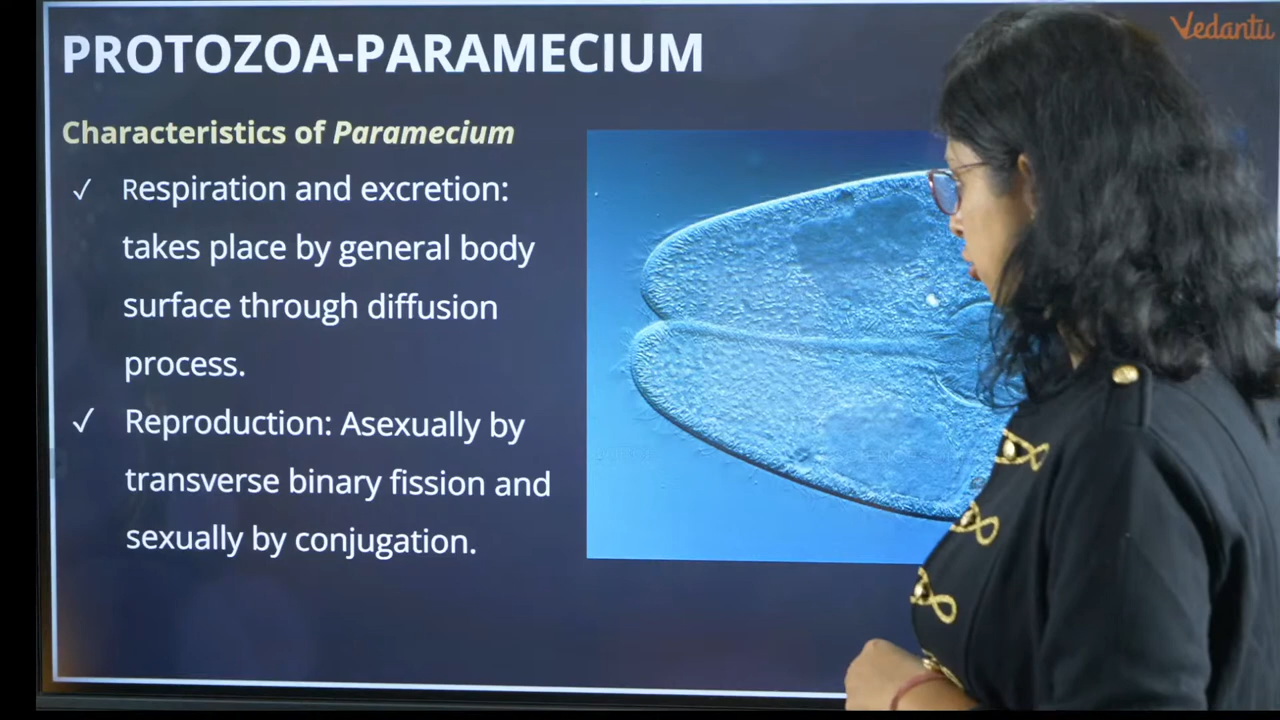 Vedantu
PROTOZOA-PARAMECIUM
Characteristics of Paramecium
✓ Respiration and excretion:
takes place by general body
surface through diffusion
process.
✓ Reproduction: Asexually by
transverse binary fission and
sexually by conjugation.